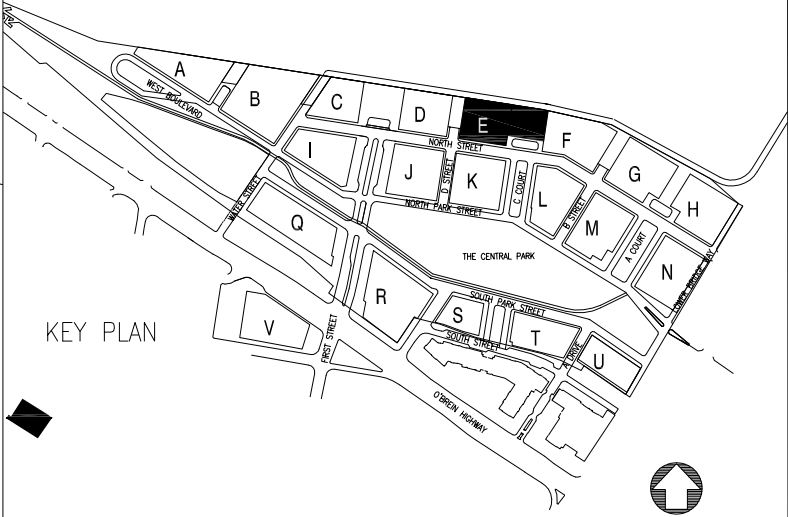 A
B
C
D
E
F
G
H
WEST BOULEVARD
I
J
K
L
M
N
NORTH STREET
D STREET
C COURT
B STREET
A COURT
NORTH PARK STREET
WATER STREET
Q
THE CENTRAL PARK
LOWER BRIDGE WAY
R
S
T
U
V
SOUTH PARK STREET
SOUTH STREET
A DRIVE
FIRST STREET
KEY PLAN
O'BREIN HIGHWAY